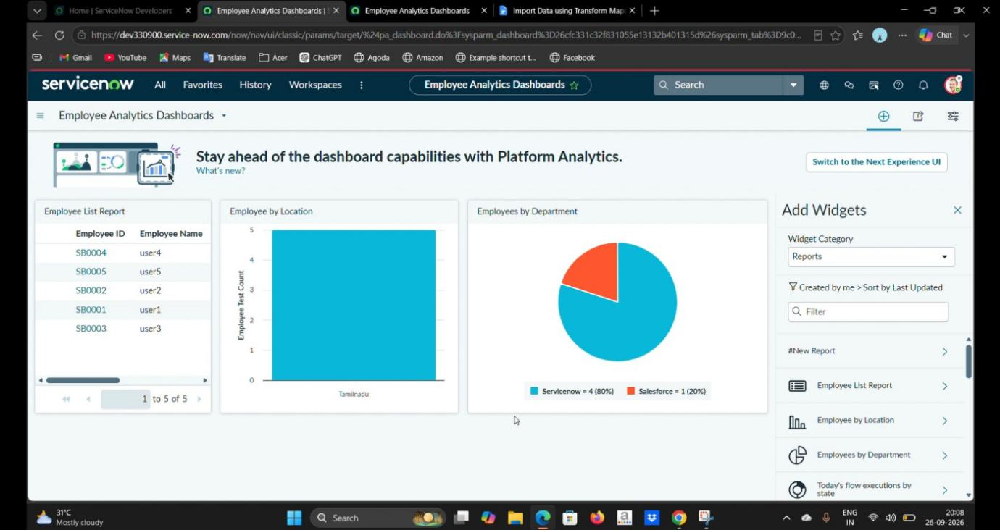 Home | ServiceNow Developers
Employee Analytics Dashboards | S
Employee Analytics Dashboards
Import Data using Transform Map
https://dev330900.service-now.com/now/nav/ui/classic/params/target/%24pa_dashboard.do%3Fsysparm_dashboard%3D26cfc331c32f831055e13132b401315d%26sysparm_tab%3D9c0...
Chat
Gmail
YouTube
Maps
Translate
Acer
ChatGPT
Agoda
Amazon
Example shortcut t...
Facebook
servicenow
All
Favorites
History
Workspaces
Employee Analytics Dashboards
Search
Employee Analytics Dashboards
Stay ahead of the dashboard capabilities with Platform Analytics.
What's new?
Switch to the Next Experience UI
Employee List Report
Employee ID Employee Name
SB0004 user4
SB0005 user5
SB0002 user2
SB0001 user1
SB0003 user3
1 to 5 of 5
Employee by Location
Employee Test Count
5
4
3
2
1
0
Tamilnadu
Employees by Department
Servicenow = 4 (80%) Salesforce = 1 (20%)
Add Widgets
Widget Category
Reports
Created by me > Sort by Last Updated
Filter
#New Report
Employee List Report
Employee by Location
Employees by Department
Today's flow executions by
state
31°C
Mostly cloudy
Search
ENG
IN
20:08
26-09-2026